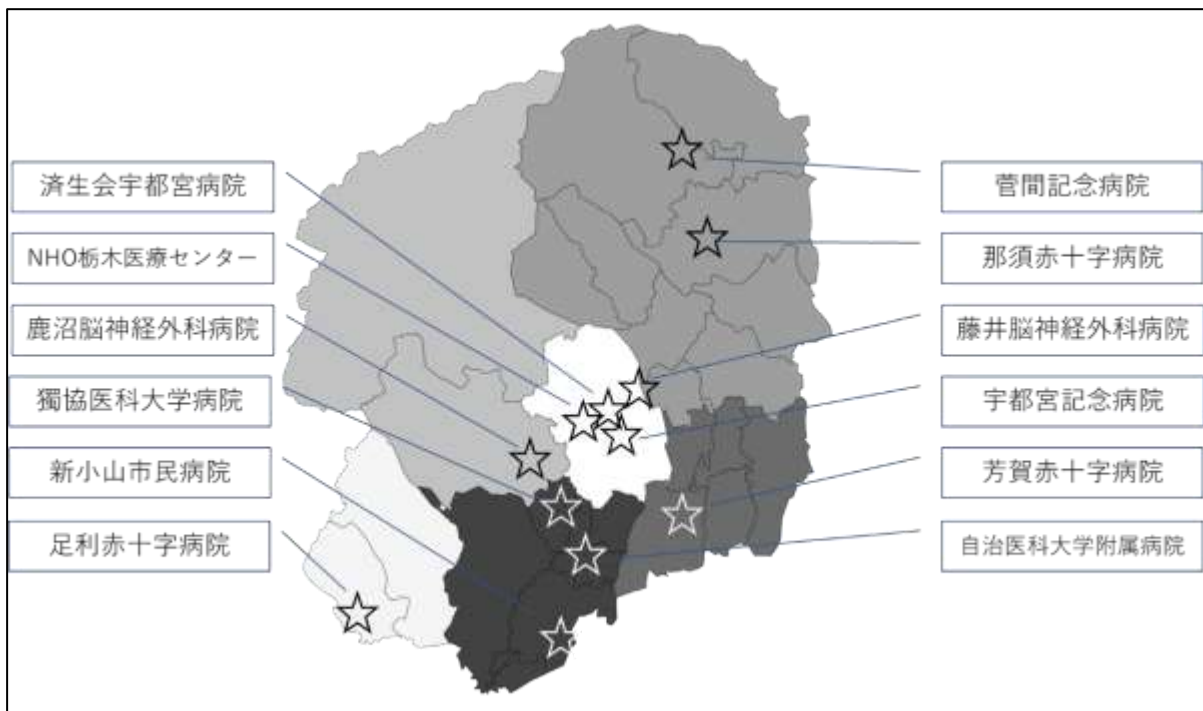 済生会宇都宮病院
NHO栃木医療センター
鹿沼脳神経外科病院
獨協医科大学病院
新小山市民病院
足利赤十字病院
菅間記念病院
那須赤十字病院
藤井脳神経外科病院
宇都宮記念病院
芳賀赤十字病院
自治医科大学附属病院